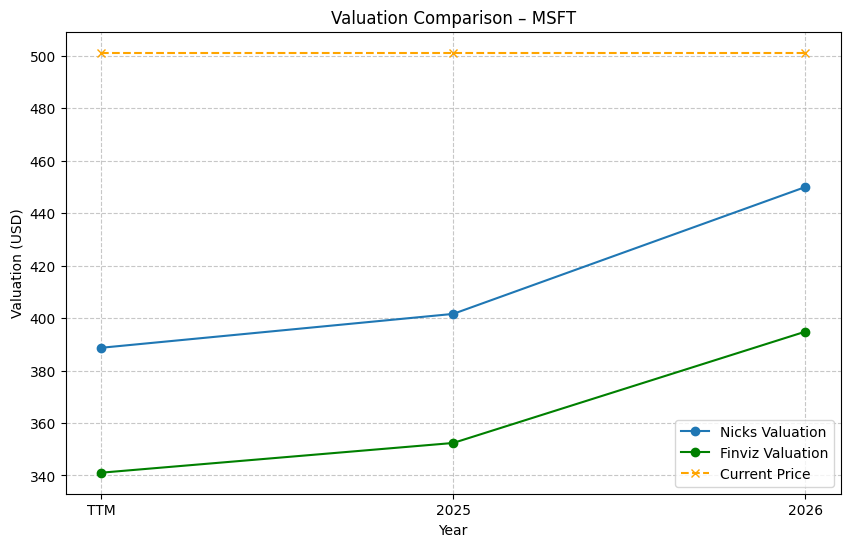 Valuation Comparison – MSFT
Valuation (USD)
500
480
460
440
420
400
380
360
340
TTM
2025
2026
Year
Nicks Valuation
Finviz Valuation
Current Price